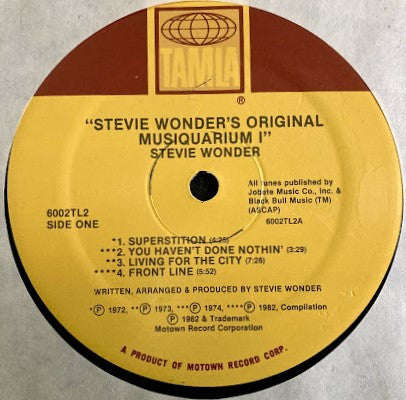 TAMLA
®
"STEVIE WONDER'S ORIGINAL
MUSIQUARIUM I"
STEVIE WONDER
All tunes published by
Jobete Music Co., Inc. &
Black Bull Music (TM)
(ASCAP)
6002TL2
SIDE ONE
6002TL2A
*1. SUPERSTITION
***2. YOU HAVEN'T DONE NOTHIN' (3:29)
**3. LIVING FOR THE CITY (7:26)
****4. FRONT LINE (5:52)
WRITTEN, ARRANGED & PRODUCED BY STEVIE WONDER
*Ⓟ 1972, **Ⓟ 1973, ***Ⓟ 1974, ****Ⓟ 1982, Compilation
Ⓟ 1982 & Trademark
Motown Record Corporation
A PRODUCT OF MOTOWN RECORD CORP.